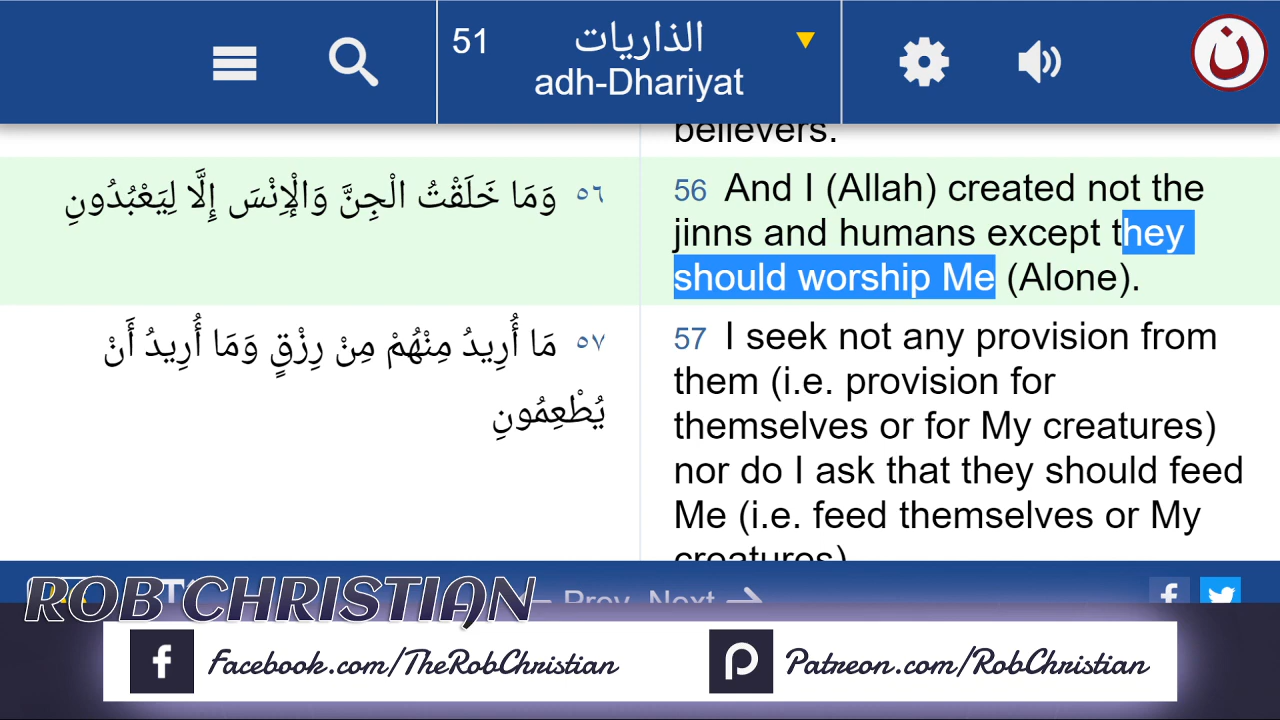 51
الذاريات
adh-Dhariyat
ن
believers.
٥٦ وَمَا خَلَقْتُ الْجِنَّ وَالْإِنْسَ إِلَّا لِيَعْبُدُونِ
56 And I (Allah) created not the
jinns and humans except they
should worship Me (Alone).
٥٧ مَا أُرِيدُ مِنْهُمْ مِنْ رِزْقٍ وَمَا أُرِيدُ أَنْ
يُطْعِمُونِ
57 I seek not any provision from
them (i.e. provision for
themselves or for My creatures)
nor do I ask that they should feed
Me (i.e. feed themselves or My
creatures)
Prev Next
ROB CHRISTIAN
Facebook.com/TheRobChristian
Patreon.com/RobChristian